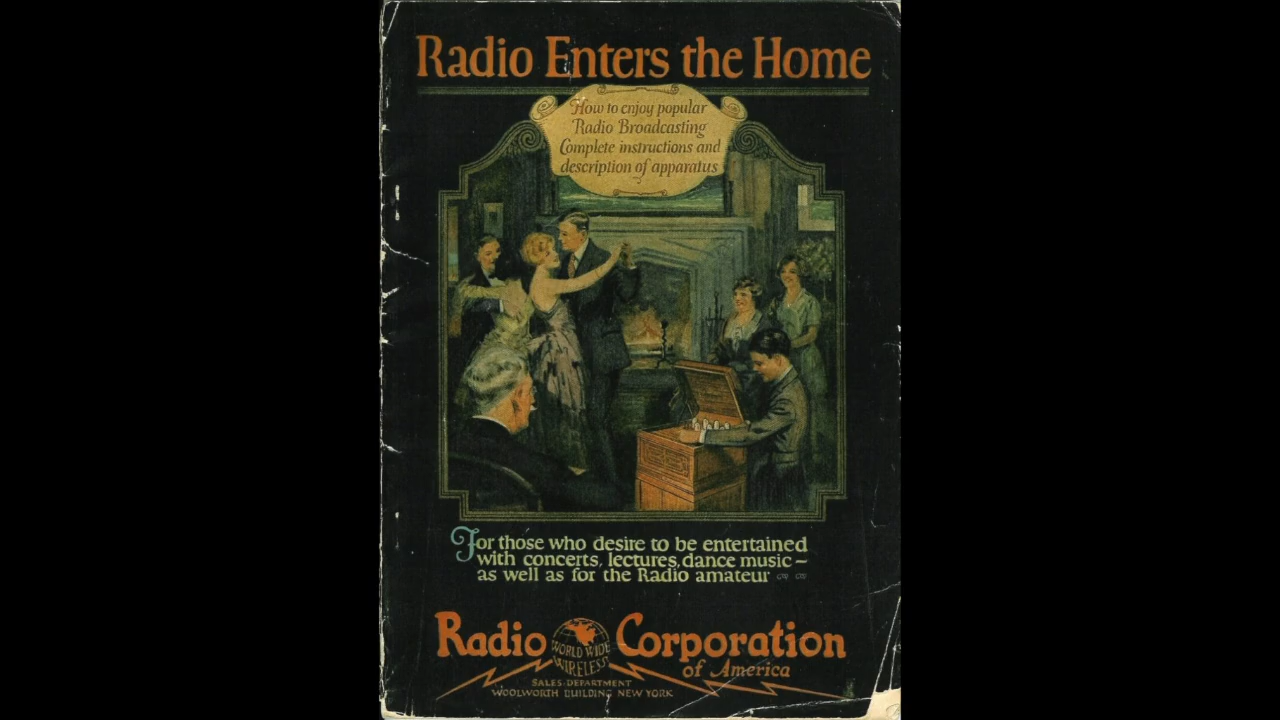 Radio Enters the Home
How to enjoy popular
Radio Broadcasting
Complete instructions and
description of apparatus
For those who desire to be entertained
with concerts, lectures, dance music ~
as well as for the Radio amateur
Radio Corporation
WORLD WIDE
WIRELESS
of America
SALES DEPARTMENT
WOOLWORTH BUILDING NEW YORK